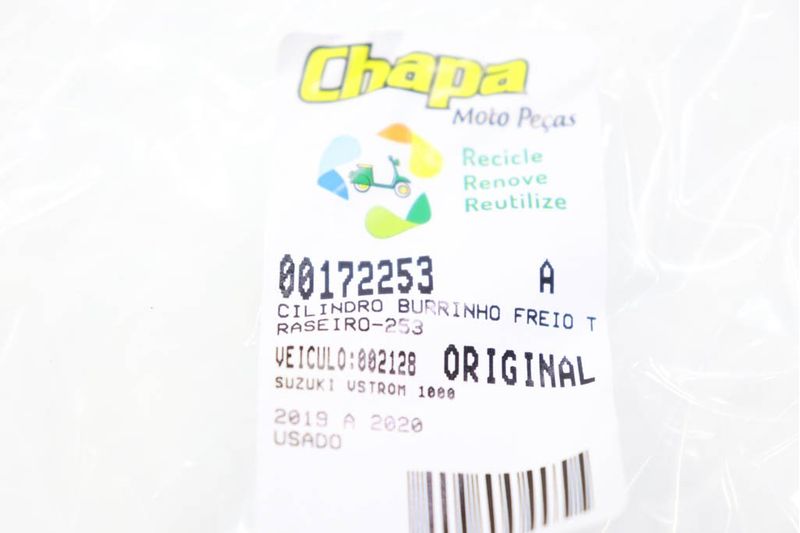 Chapa
Moto Peças
Recicle
Renove
Reutilize
00172253 A
CILINDRO BURRINHO FREIO T
RASEIRO-253
VEICULO:002128 ORIGINAL
SUZUKI VSTROM 1000
2019 A 2020
USADO